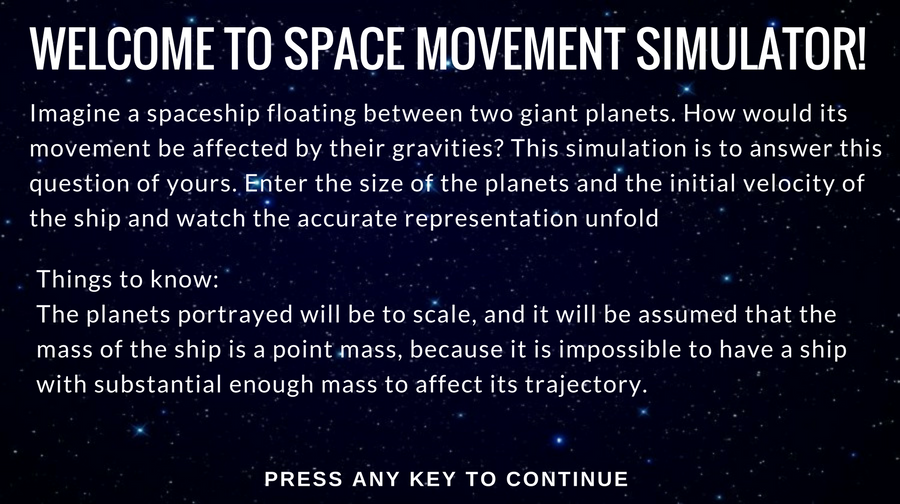 WELCOME TO SPACE MOVEMENT SIMULATOR!
Imagine a spaceship floating between two giant planets. How would its
movement be affected by their gravities? This simulation is to answer this
question of yours. Enter the size of the planets and the initial velocity of
the ship and watch the accurate representation unfold
Things to know:
The planets portrayed will be to scale, and it will be assumed that the
mass of the ship is a point mass, because it is impossible to have a ship
with substantial enough mass to affect its trajectory.
PRESS ANY KEY TO CONTINUE